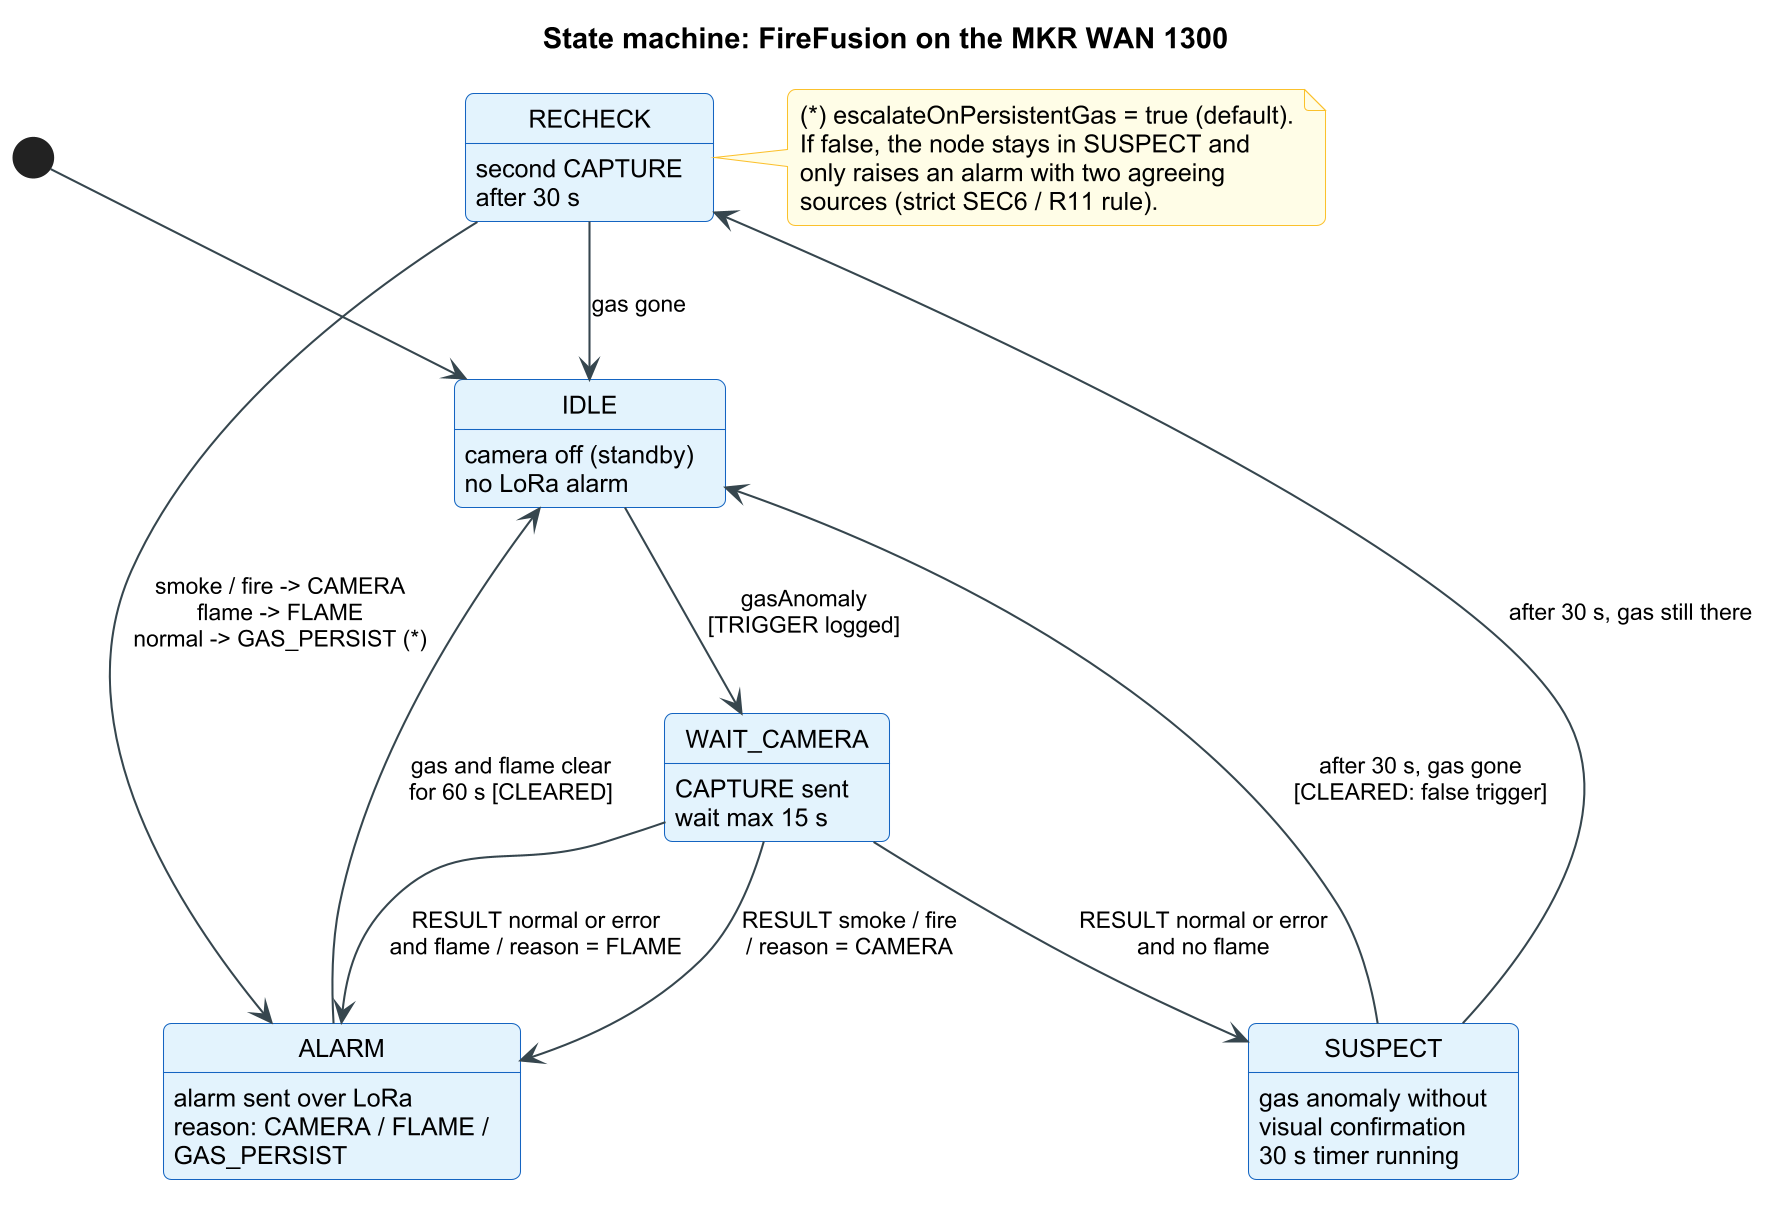 State machine: FireFusion on the MKR WAN 1300
RECHECK
second CAPTURE
after 30 s
(*) escalateOnPersistentGas = true (default).
If false, the node stays in SUSPECT and
only raises an alarm with two agreeing
sources (strict SEC6 / R11 rule).
gas gone
IDLE
camera off (standby)
no LoRa alarm
smoke / fire -> CAMERA
flame -> FLAME
normal -> GAS_PERSIST (*)
gasAnomaly
[TRIGGER logged]
after 30 s, gas still there
WAIT_CAMERA
CAPTURE sent
wait max 15 s
gas and flame clear
for 60 s [CLEARED]
after 30 s, gas gone
[CLEARED: false trigger]
RESULT normal or error
and flame / reason = FLAME
RESULT smoke / fire
/ reason = CAMERA
RESULT normal or error
and no flame
ALARM
alarm sent over LoRa
reason: CAMERA / FLAME /
GAS_PERSIST
SUSPECT
gas anomaly without
visual confirmation
30 s timer running